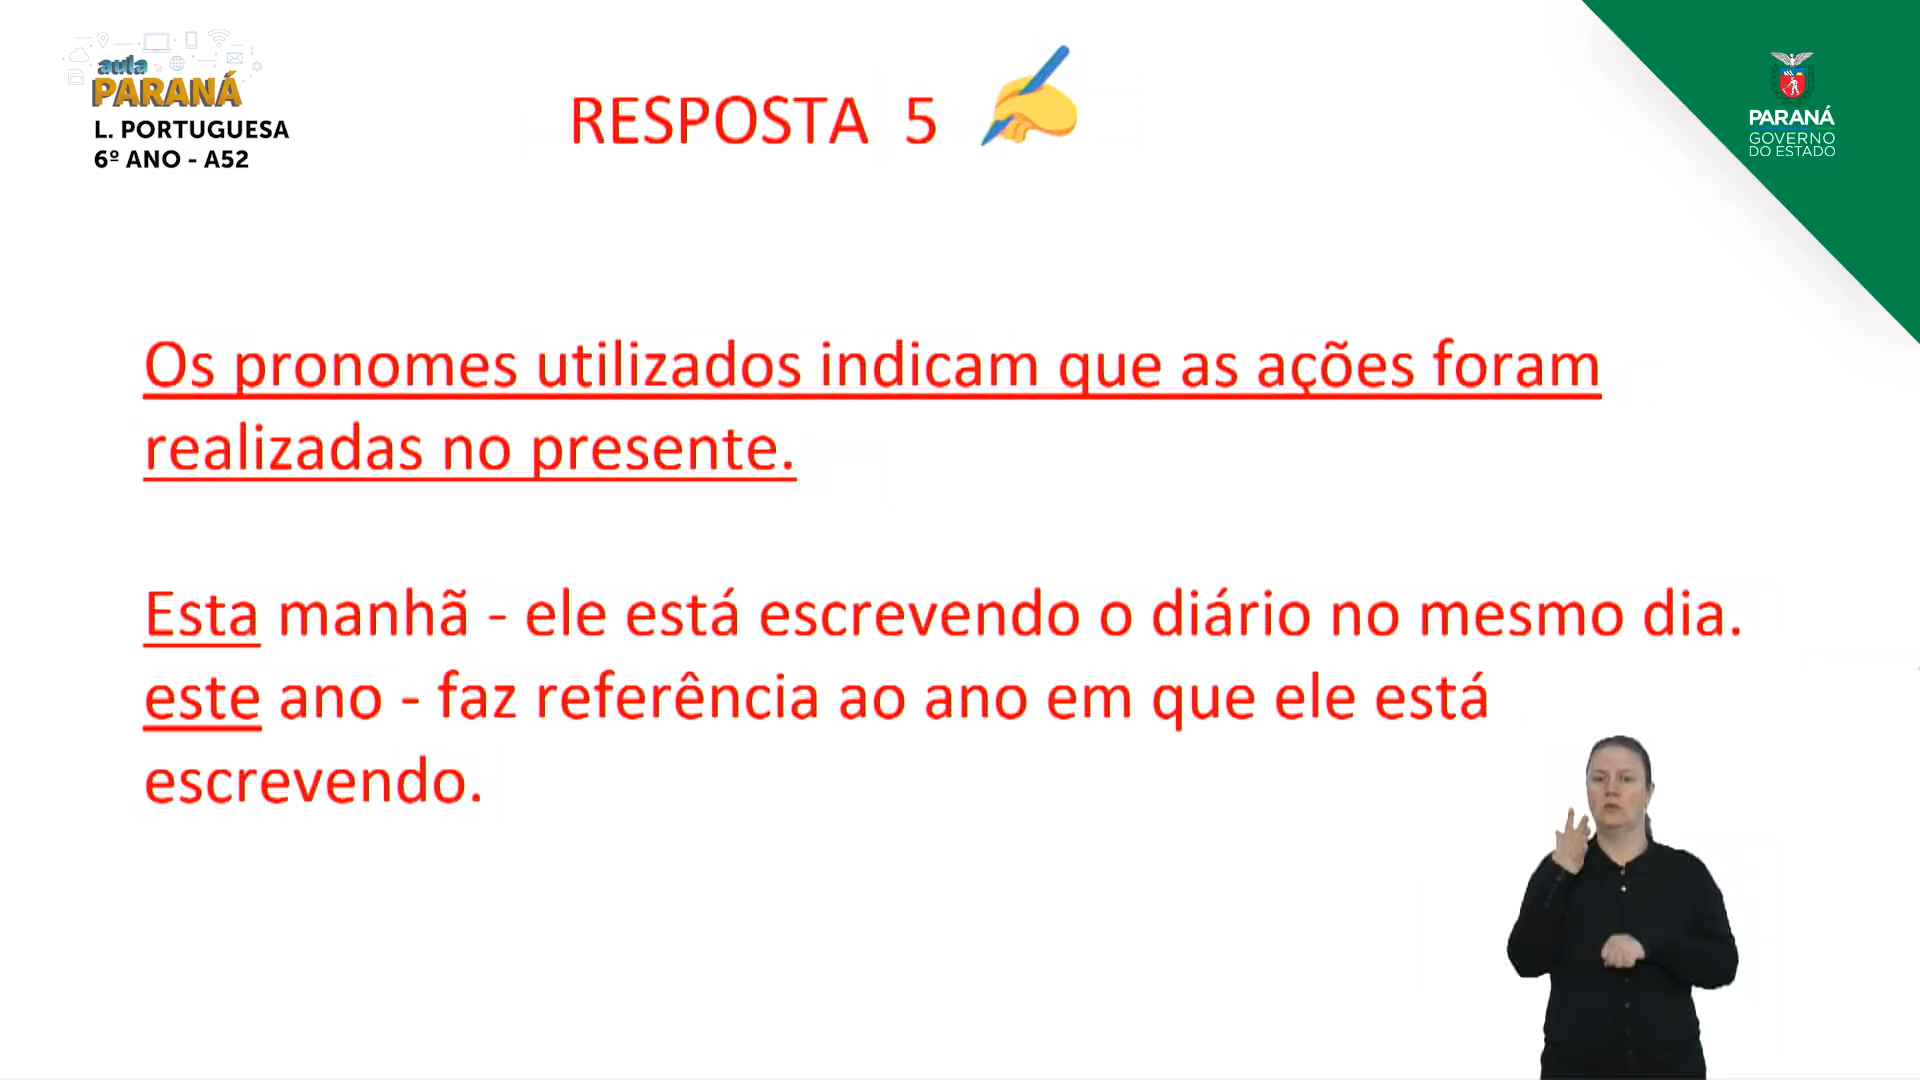 aula
PARANÁ
L. PORTUGUESA
6º ANO - A52
RESPOSTA 5
PARANÁ
GOVERNO
DO ESTADO
Os pronomes utilizados indicam que as ações foram
realizadas no presente.
Esta manhã - ele está escrevendo o diário no mesmo dia.
este ano - faz referência ao ano em que ele está
escrevendo.